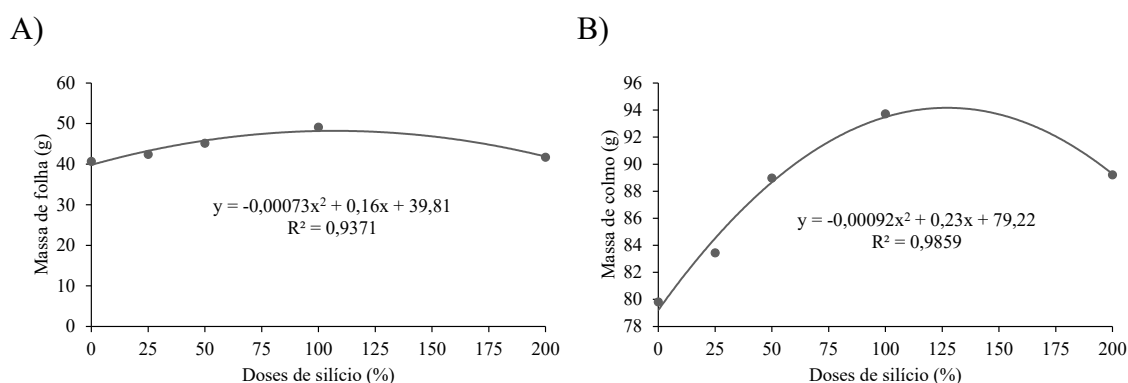 A)
60
50
40
30
20
10
0
Massa de folha (g)
y = -0,00073x² + 0,16x + 39,81
R² = 0,9371
0 25 50 75 100 125 150 175 200
Doses de silício (%)
B)
96
94
92
90
88
86
84
82
80
78
Massa de colmo (g)
y = -0,00092x² + 0,23x + 79,22
R² = 0,9859
0 25 50 75 100 125 150 175 200
Doses de silício (%)